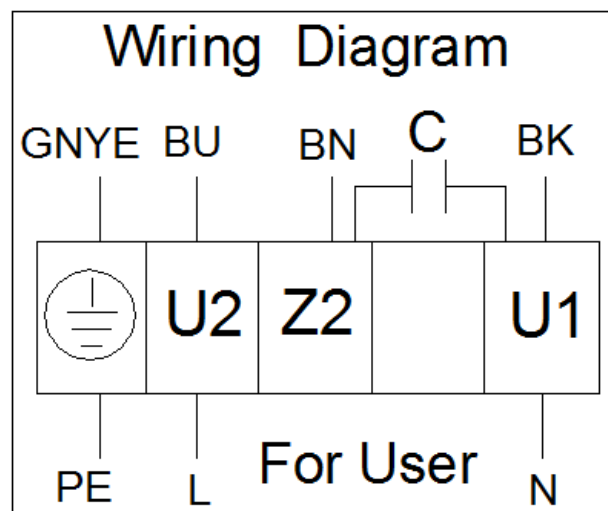 Wiring Diagram
GNYE BU BN C BK
U2 Z2 U1
PE L For User N